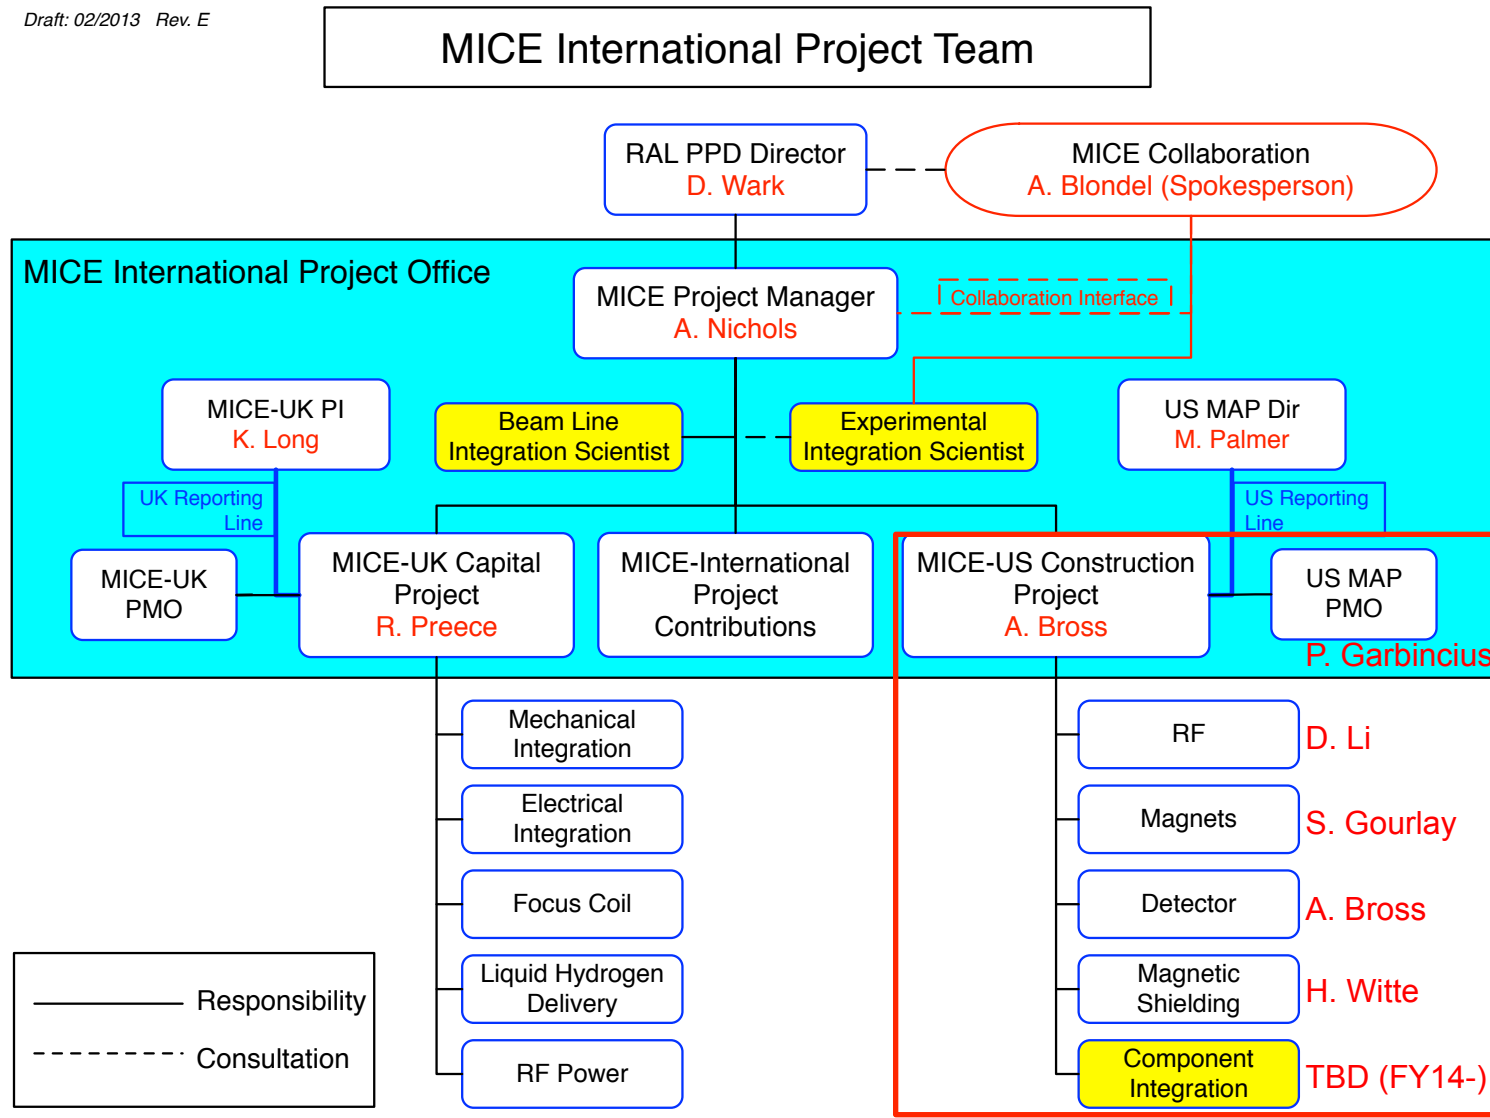 Draft: 02/2013 Rev. E
MICE International Project Team
RAL PPD Director
D. Wark
MICE Collaboration
A. Blondel (Spokesperson)
MICE International Project Office
MICE Project Manager
A. Nichols
Collaboration Interface
MICE-UK PI
K. Long
Beam Line
Integration Scientist
Experimental
Integration Scientist
US MAP Dir
M. Palmer
UK Reporting
Line
US Reporting
Line
MICE-UK
PMO
MICE-UK Capital
Project
R. Preece
MICE-International
Project
Contributions
MICE-US Construction
Project
A. Bross
US MAP
PMO
P. Garbincius
Mechanical
Integration
Electrical
Integration
Focus Coil
Liquid Hydrogen
Delivery
RF Power
RF
D. Li
Magnets
S. Gourlay
Detector
A. Bross
Magnetic
Shielding
H. Witte
Component
Integration
TBD (FY14-)
Responsibility
Consultation